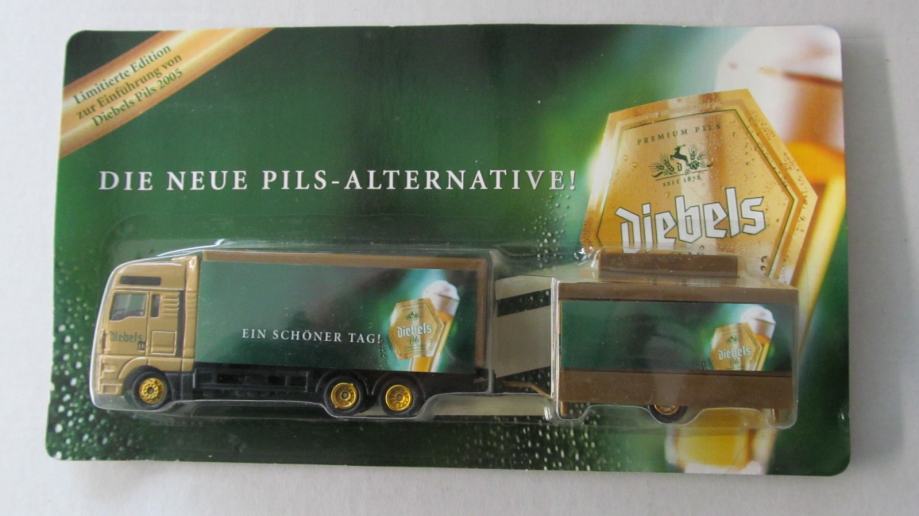 Limitierte Edition
zur Einführung von
Diebels Pils 2005
DIE NEUE PILS-ALTERNATIVE!
PREMIUM PILS
SEIT 1878
Diebels
Diebels
EIN SCHÖNER TAG!
Diebels
Diebels